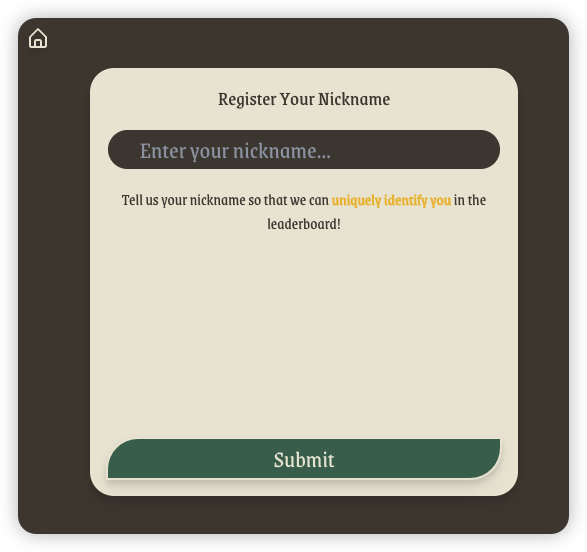 Register Your Nickname
Enter your nickname...
Tell us your nickname so that we can uniquely identify you in the
leaderboard!
Submit